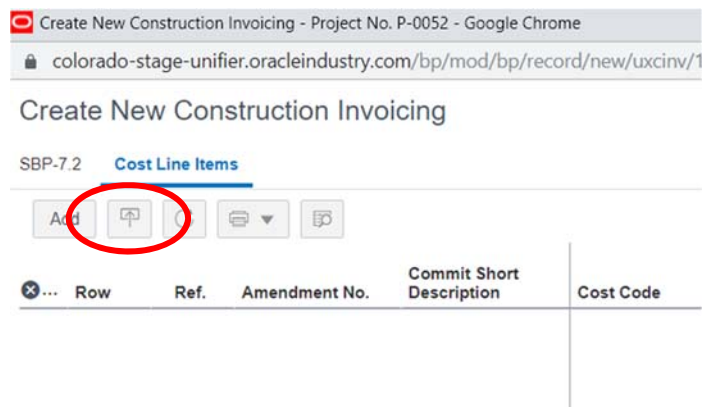 Create New Construction Invoicing - Project No. P-0052 - Google Chrome
colorado-stage-unifier.oracleindustry.com/bp/mod/bp/record/new/uxcinv/1
Create New Construction Invoicing
SBP-7.2 Cost Line Items
Add
... Row Ref. Amendment No. Commit Short Description Cost Code